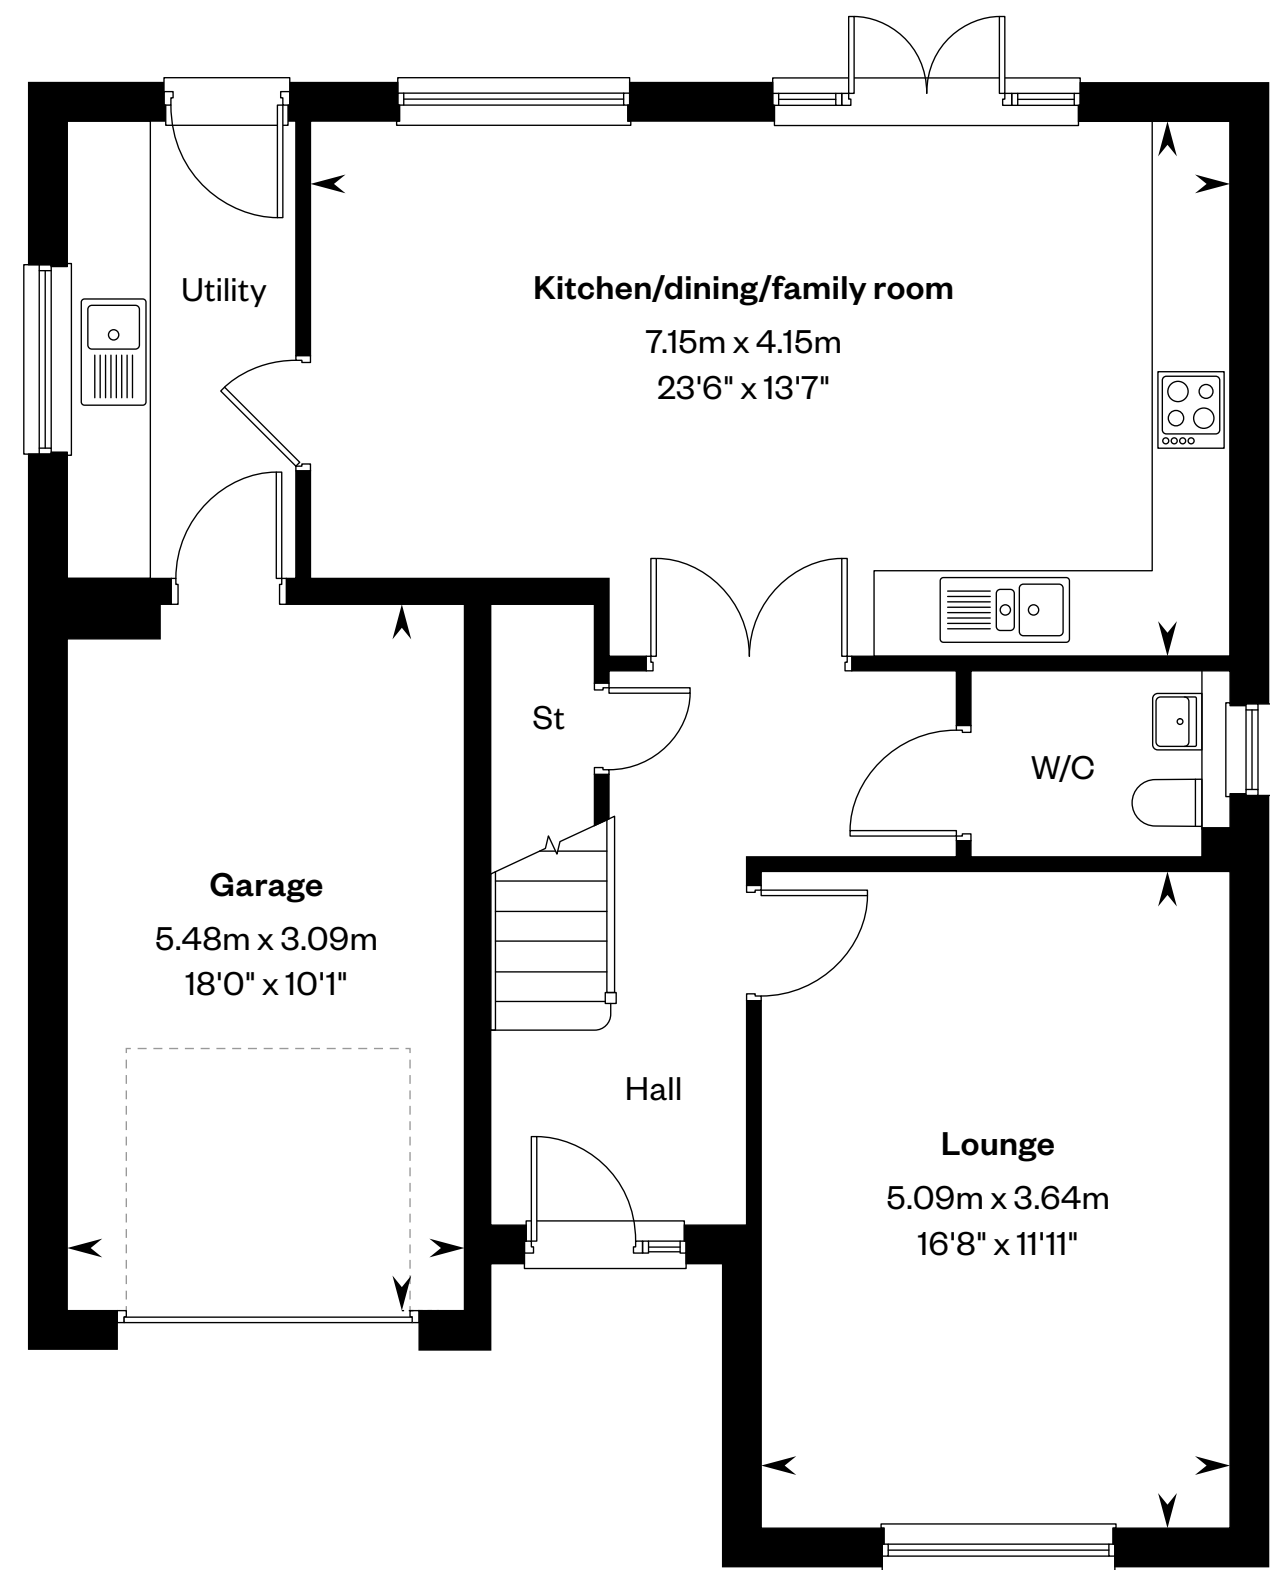 Utility
Kitchen/dining/family room
7.15m x 4.15m
23'6" x 13'7"
St
W/C
Garage
5.48m x 3.09m
18'0" x 10'1"
Hall
Lounge
5.09m x 3.64m
16'8" x 11'11"